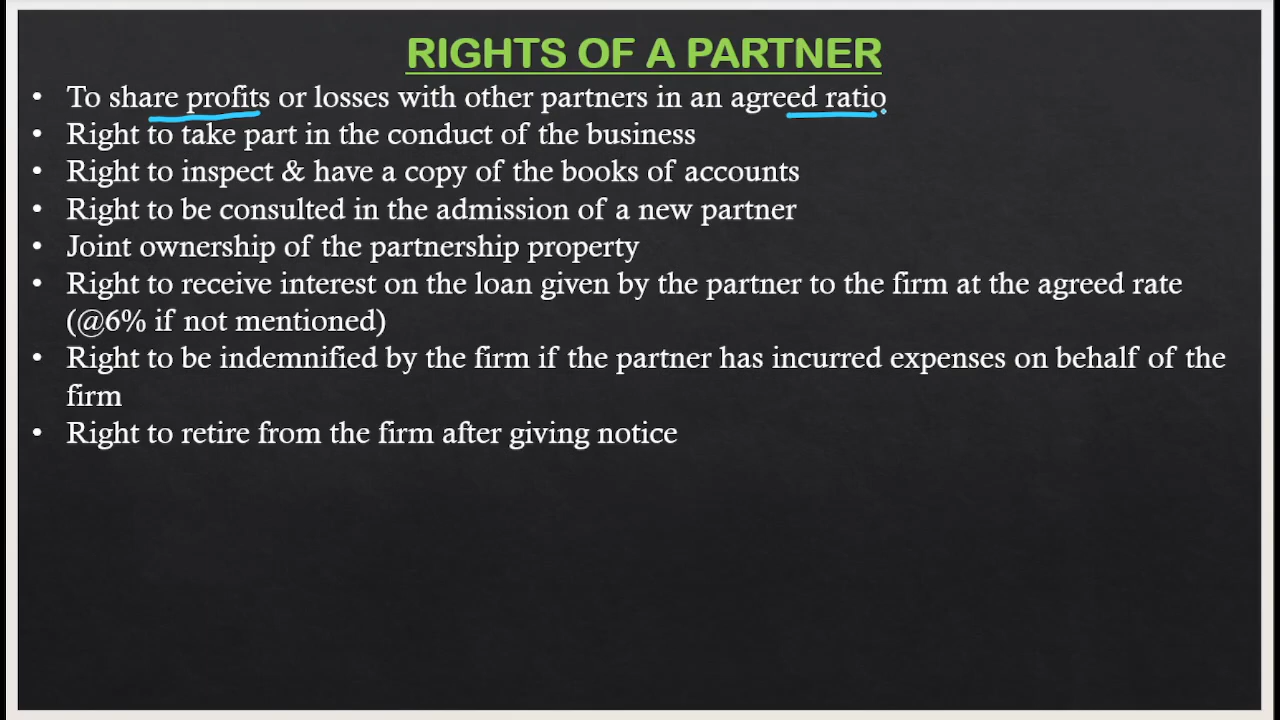 RIGHTS OF A PARTNER
• To share profits or losses with other partners in an agreed ratio
• Right to take part in the conduct of the business
• Right to inspect & have a copy of the books of accounts
• Right to be consulted in the admission of a new partner
• Joint ownership of the partnership property
• Right to receive interest on the loan given by the partner to the firm at the agreed rate
(@6% if not mentioned)
• Right to be indemnified by the firm if the partner has incurred expenses on behalf of the
firm
• Right to retire from the firm after giving notice